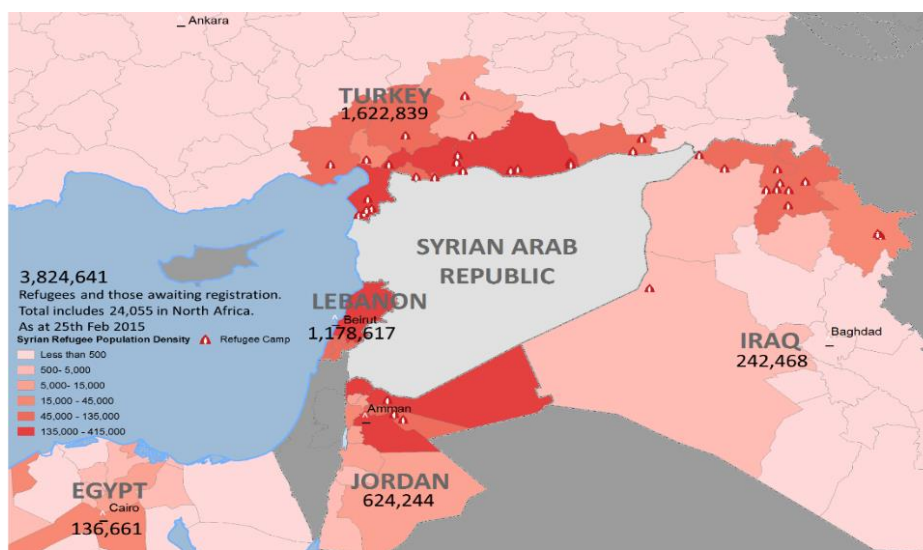 Ankara
TURKEY
1,622,839
SYRIAN ARAB
REPUBLIC
3,824,641
Refugees and those awaiting registration.
Total includes 24,055 in North Africa.
As at 25th Feb 2015
Syrian Refugee Population Density
Refugee Camp
Less than 500
500- 5,000
5,000- 15,000
15,000 - 45,000
45,000 - 135,000
135,000 - 415,000
LEBANON
Beirut
1,178,617
Baghdad
IRAQ
242,468
Amman
JORDAN
624,244
EGYPT
Cairo
136,661